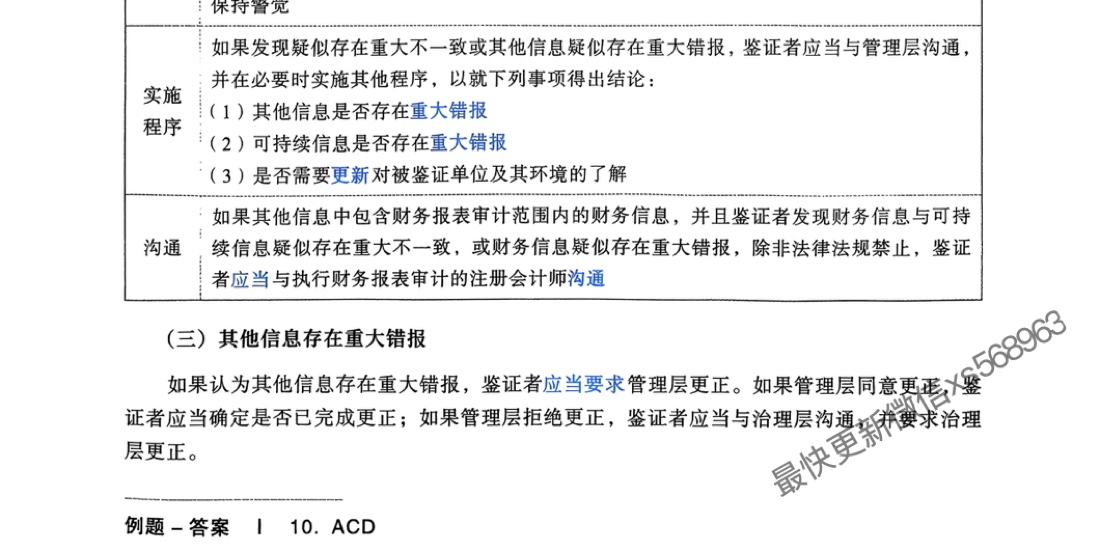 保持警觉
实施
程序
如果发现疑似存在重大不一致或其他信息疑似存在重大错报，鉴证者应当与管理层沟通，
并在必要时实施其他程序，以就下列事项得出结论：
（1）其他信息是否存在重大错报
（2）可持续信息是否存在重大错报
（3）是否需要更新对被鉴证单位及其环境的了解
沟通
如果其他信息中包含财务报表审计范围内的财务信息，并且鉴证者发现财务信息与可持
续信息疑似存在重大不一致，或财务信息疑似存在重大错报，除非法律法规禁止，鉴证
者应当与执行财务报表审计的注册会计师沟通
（三）其他信息存在重大错报
如果认为其他信息存在重大错报，鉴证者应当要求管理层更正。如果管理层同意更正，鉴
证者应当确定是否已完成更正；如果管理层拒绝更正，鉴证者应当与治理层沟通，并要求治理
层更正。
最快更新微信xs568963
例题－答案 | 10. ACD